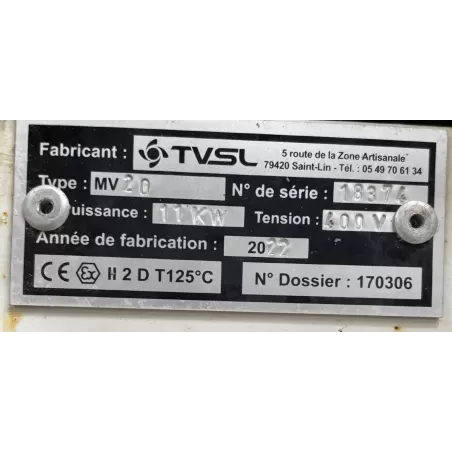 Fabricant : TVSL 5 route de la Zone Artisanale
79420 Saint-Lin - Tél. : 05 49 70 61 34
Type : MV20 N° de série : 18374
Puissance : 11KW Tension : 400 V
Année de fabrication : 2022
CE Ex II 2 D T125°C N° Dossier : 170306